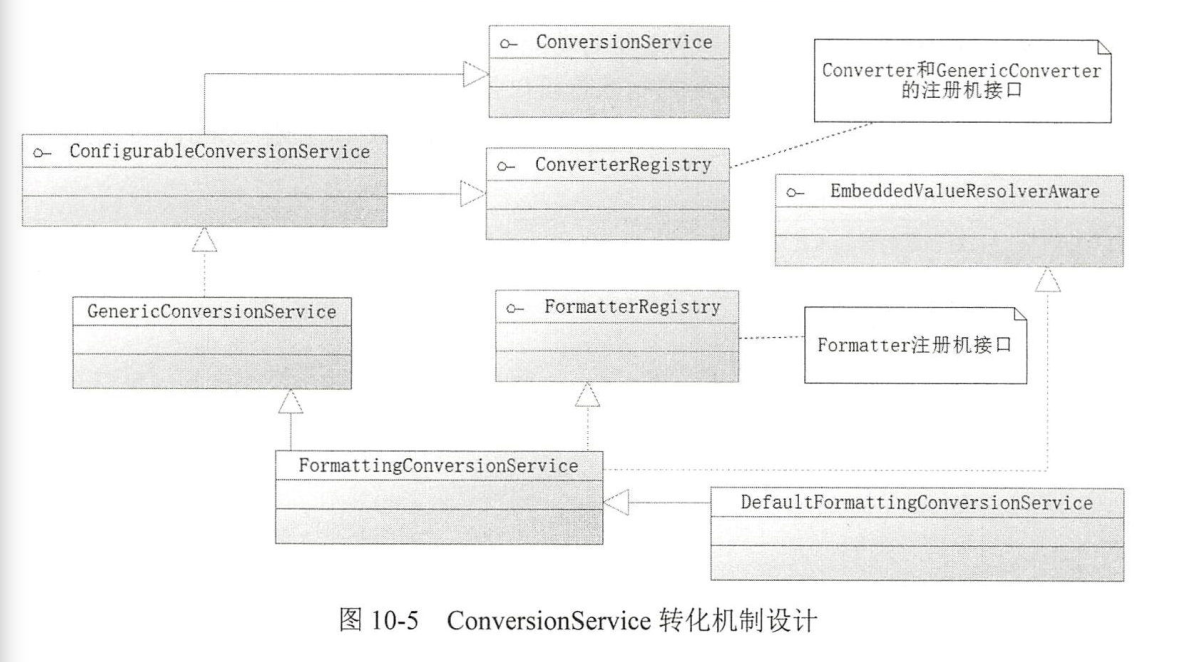 ConversionService
Converter和GenericConverter
的注册机接口
ConfigurableConversionService
ConverterRegistry
EmbeddedValueResolverAware
GenericConversionService
FormatterRegistry
Formatter注册机接口
FormattingConversionService
DefaultFormattingConversionService
图 10-5 ConversionService 转化机制设计